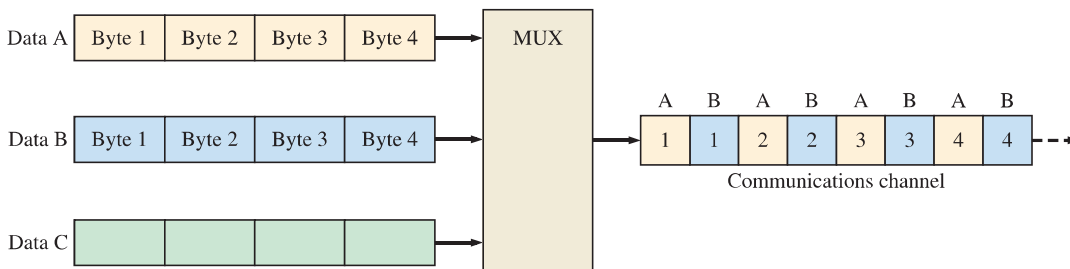 Data A Byte 1 Byte 2 Byte 3 Byte 4
MUX
A B A B A B A B
Data B Byte 1 Byte 2 Byte 3 Byte 4
1 1 2 2 3 3 4 4
Communications channel
Data C